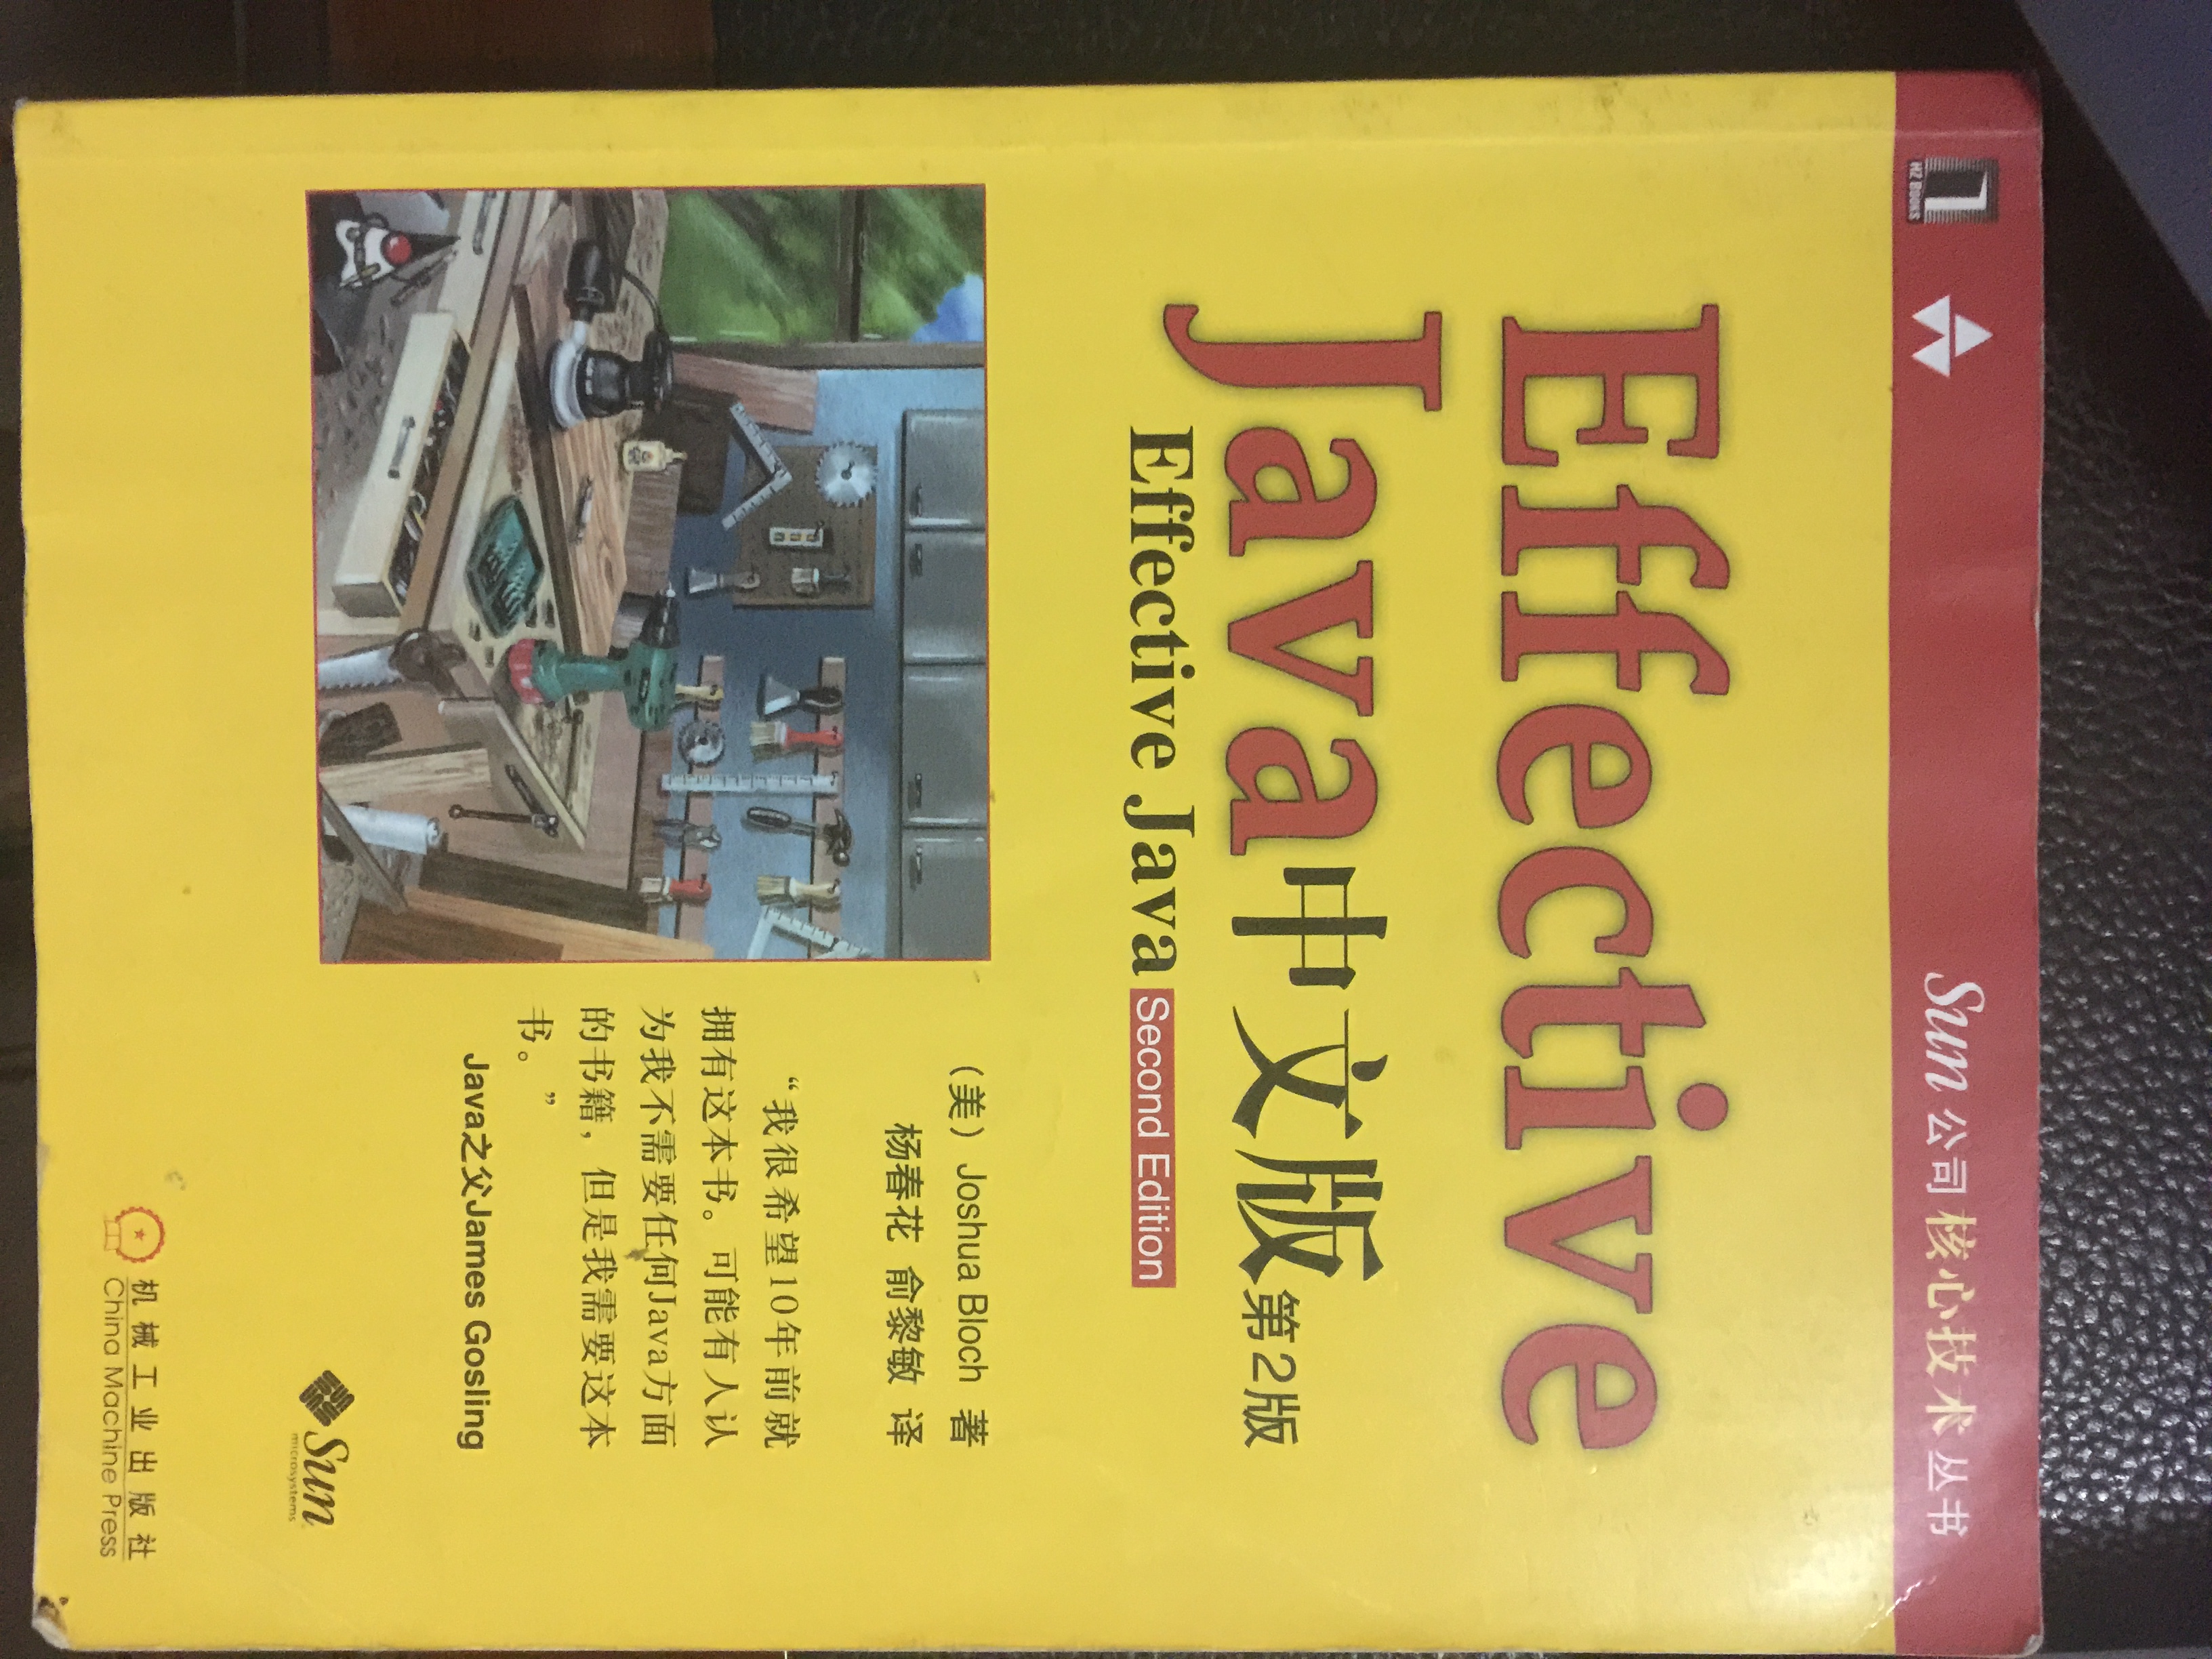 HZ BOOKS
Sun 公司核心技术丛书
Effective
Java中文版 第2版
Effective Java Second Edition
（美）Joshua Bloch 著
杨春花 俞黎敏 译
“我很希望10年前就
拥有这本书。可能有人认
为我不需要任何Java方面
的书籍，但是我需要这本
书。”
Java之父James Gosling
Sun
microsystems
机械工业出版社
China Machine Press